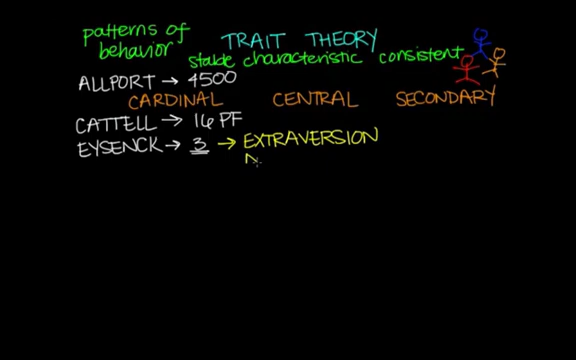 patterns of behavior
TRAIT THEORY
stable characteristic consistent
ALLPORT → 4500
CARDINAL CENTRAL SECONDARY
CATTELL → 16 PF
EYSENCK → 3 → EXTRAVERSION
N